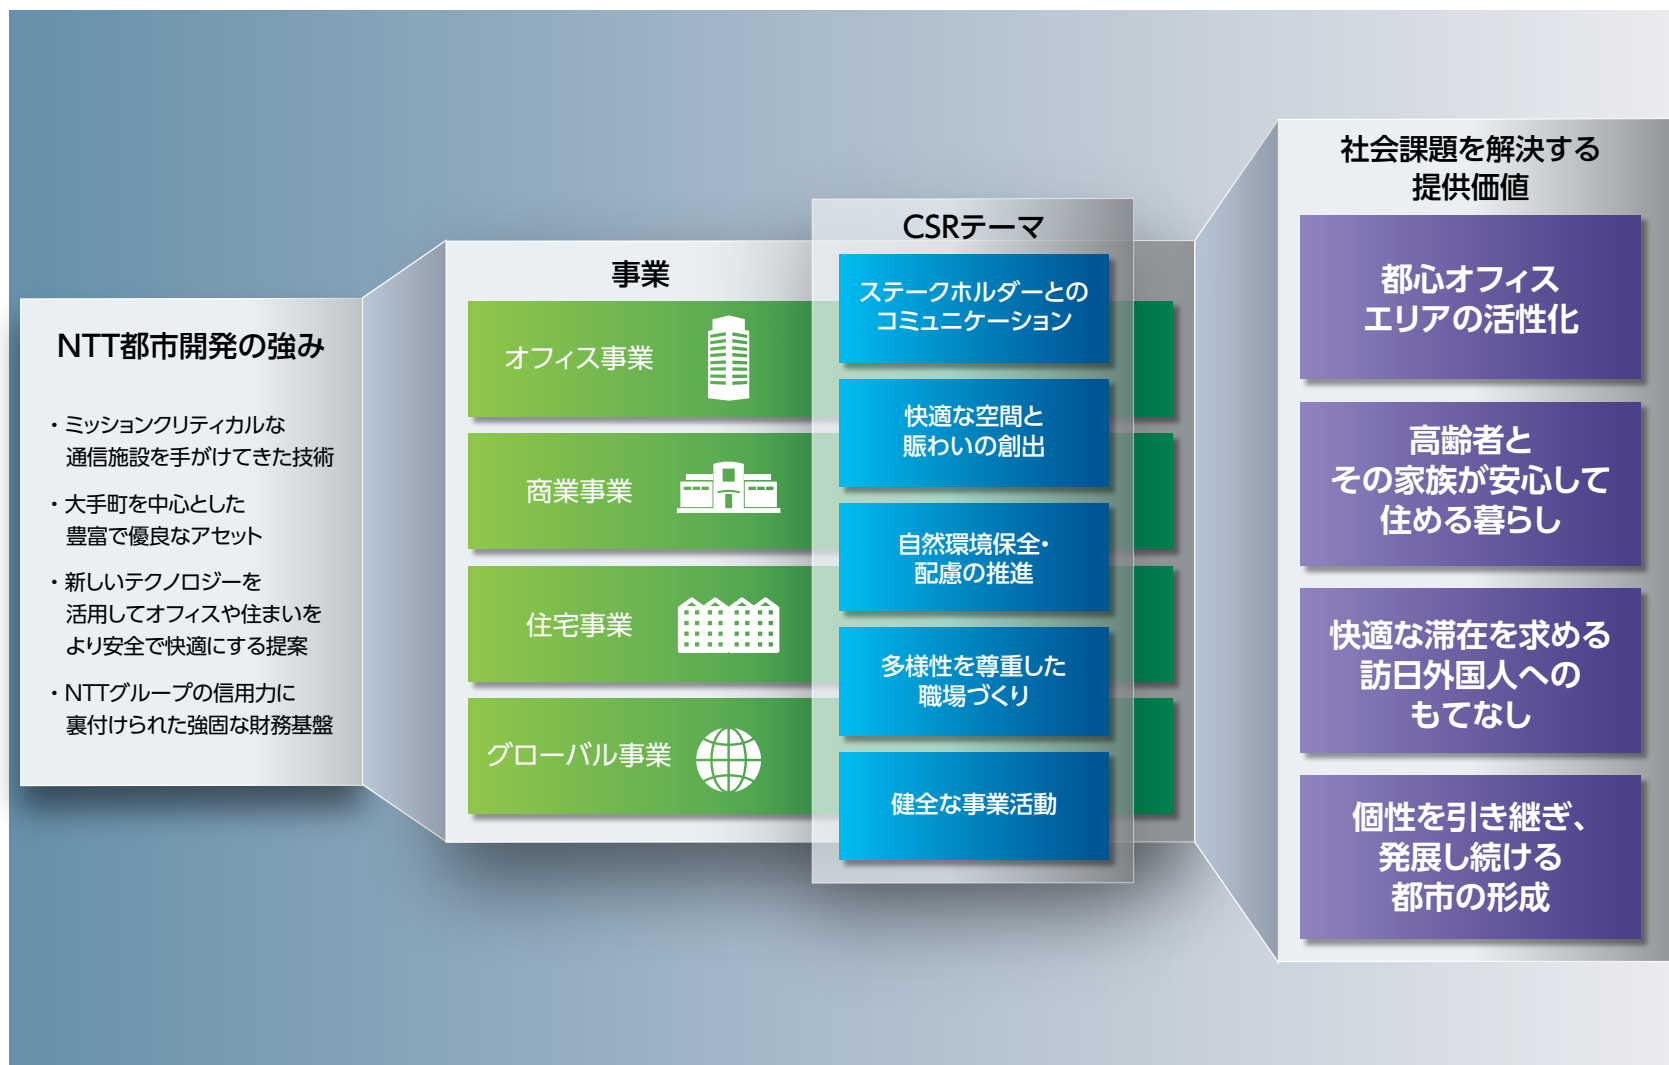 NTT都市開発の強み
・ミッションクリティカルな
通信施設を手がけてきた技術
・大手町を中心とした
豊富で優良なアセット
・新しいテクノロジーを
活用してオフィスや住まいを
より安全で快適にする提案
・NTTグループの信用力に
裏付けられた強固な財務基盤
事業
オフィス事業
商業事業
住宅事業
グローバル事業
CSRテーマ
ステークホルダーとの
コミュニケーション
快適な空間と
賑わいの創出
自然環境保全・
配慮の推進
多様性を尊重した
職場づくり
健全な事業活動
社会課題を解決する
提供価値
都心オフィス
エリアの活性化
高齢者と
その家族が安心して
住める暮らし
快適な滞在を求める
訪日外国人への
もてなし
個性を引き継ぎ、
発展し続ける
都市の形成